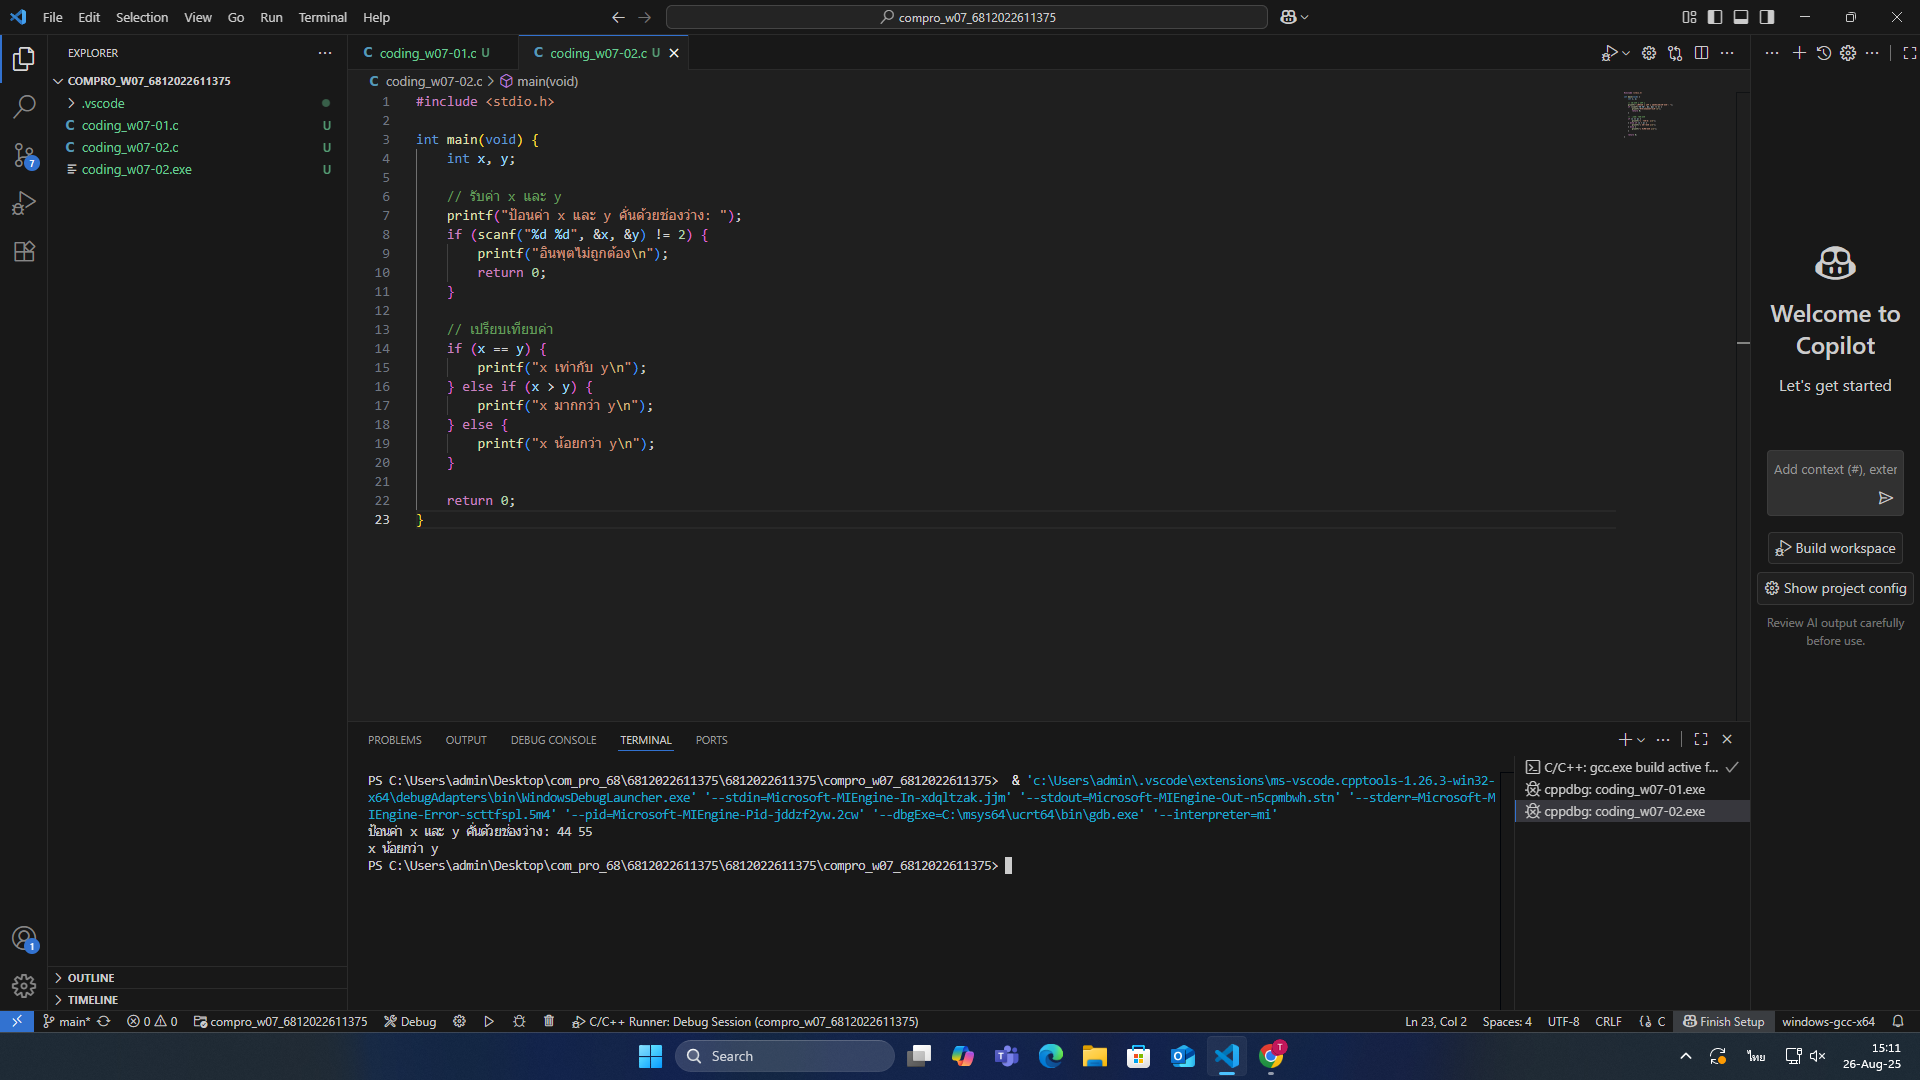 File Edit Selection View Go Run Terminal Help
compro_w07_6812022611375
EXPLORER
COMPRO_W07_6812022611375
.vscode
coding_w07-01.c U
coding_w07-02.c U
coding_w07-02.exe U
7
1
OUTLINE
TIMELINE
C coding_w07-01.c U
C coding_w07-02.c U
C coding_w07-02.c > main(void)
1 #include <stdio.h>
2
3 int main(void) {
4 int x, y;
5
6 // รับค่า x และ y
7 printf("ป้อนค่า x และ y คั่นด้วยช่องว่าง: ");
8 if (scanf("%d %d", &x, &y) != 2) {
9 printf("อินพุตไม่ถูกต้อง\n");
10 return 0;
11 }
12
13 // เปรียบเทียบค่า
14 if (x == y) {
15 printf("x เท่ากับ y\n");
16 } else if (x > y) {
17 printf("x มากกว่า y\n");
18 } else {
19 printf("x น้อยกว่า y\n");
20 }
21
22 return 0;
23 }
PROBLEMS OUTPUT DEBUG CONSOLE TERMINAL PORTS
PS C:\Users\admin\Desktop\com_pro_68\6812022611375\6812022611375\compro_w07_6812022611375> & 'c:\Users\admin\.vscode\extensions\ms-vscode.cpptools-1.26.3-win32-
x64\debugAdapters\bin\WindowsDebugLauncher.exe' '--stdin=Microsoft-MIEngine-In-xdqltzak.jjm' '--stdout=Microsoft-MIEngine-Out-n5cpmbwh.stn' '--stderr=Microsoft-M
IEngine-Error-scttfspl.5m4' '--pid=Microsoft-MIEngine-Pid-jddzf2yw.2cw' '--dbgExe=C:\msys64\ucrt64\bin\gdb.exe' '--interpreter=mi'
ป้อนค่า x และ y คั่นด้วยช่องว่าง: 44 55
x น้อยกว่า y
PS C:\Users\admin\Desktop\com_pro_68\6812022611375\6812022611375\compro_w07_6812022611375>
C/C++: gcc.exe build active f...
cppdbg: coding_w07-01.exe
cppdbg: coding_w07-02.exe
Welcome to
Copilot
Let's get started
Add context (#), exter
Build workspace
Show project config
Review AI output carefully
before use.
main* 0 0 compro_w07_6812022611375 Debug C/C++ Runner: Debug Session (compro_w07_6812022611375) Ln 23, Col 2 Spaces: 4 UTF-8 CRLF {} C Finish Setup windows-gcc-x64
Search
ไทย
15:11
26-Aug-25